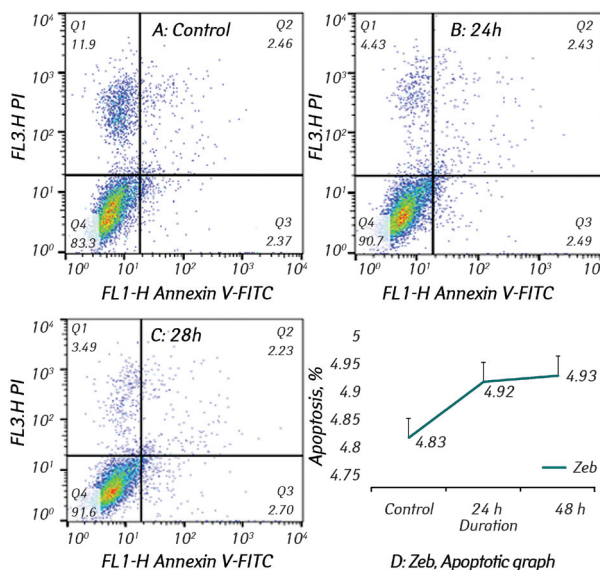 A: Control
Q1
11.9
Q2
2.46
Q4
83.3
Q3
2.37
FL3.H PI
10⁴
10³
10²
10¹
10⁰
10⁰ 10¹ 10² 10³ 10⁴
FL1-H Annexin V-FITC
B: 24h
Q1
4.43
Q2
2.43
Q4
90.7
Q3
2.49
FL3.H PI
10⁴
10³
10²
10¹
10⁰
10⁰ 10¹ 10² 10³ 10⁴
FL1-H Annexin V-FITC
C: 28h
Q1
3.49
Q2
2.23
Q4
91.6
Q3
2.70
FL3.H PI
10⁴
10³
10²
10¹
10⁰
10⁰ 10¹ 10² 10³ 10⁴
FL1-H Annexin V-FITC
Apoptosis, %
5
4.95
4.9
4.85
4.8
4.75
4.83
4.92
4.93
Zeb
Control 24 h 48 h
Duration
D: Zeb, Apoptotic graph